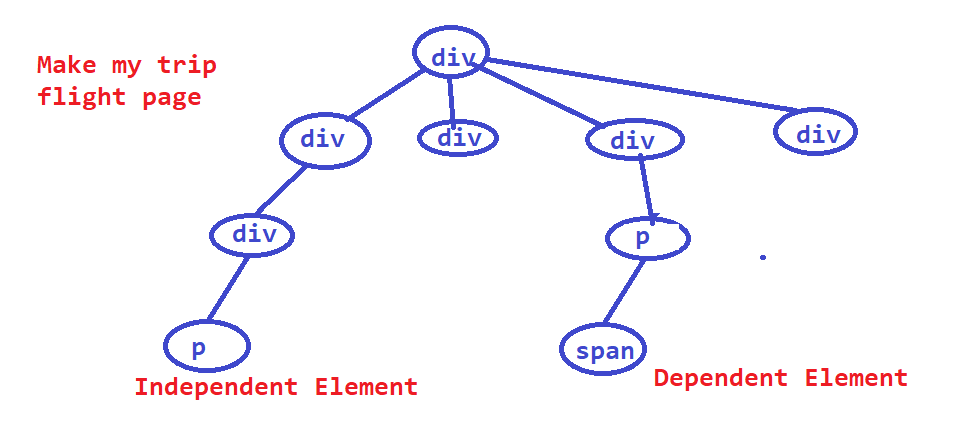 Make my trip
flight page
div
div
div
div
div
div
p
p
span
Independent Element
Dependent Element